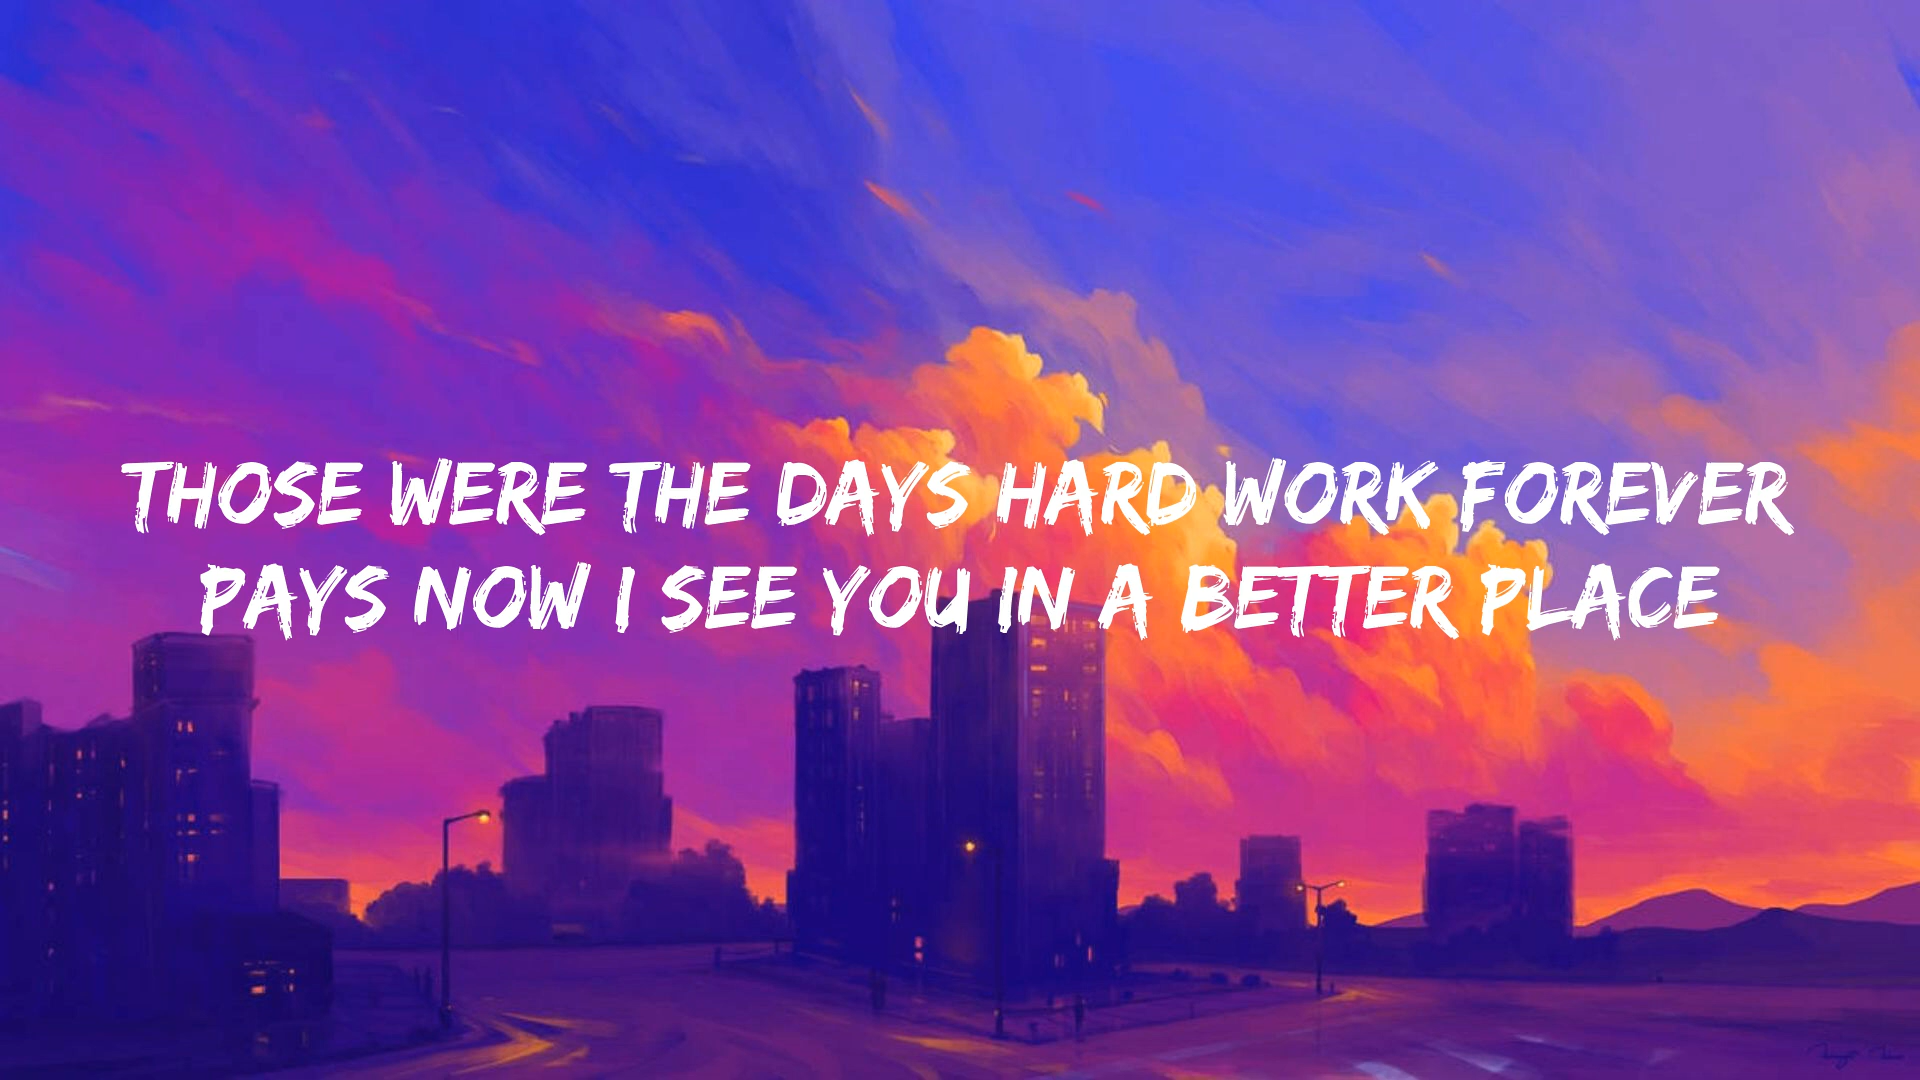 THOSE WERE THE DAYS HARD WORK FOREVER
PAYS NOW I SEE YOU IN A BETTER PLACE